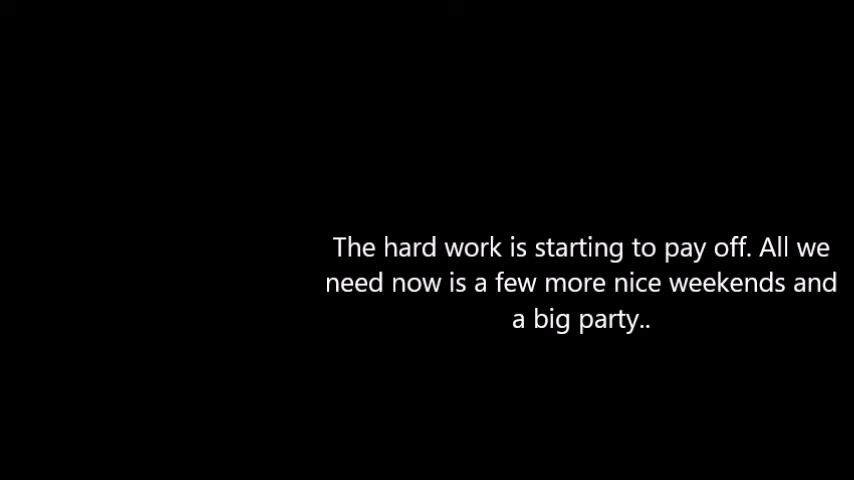 The hard work is starting to pay off. All we
need now is a few more nice weekends and
a big party..